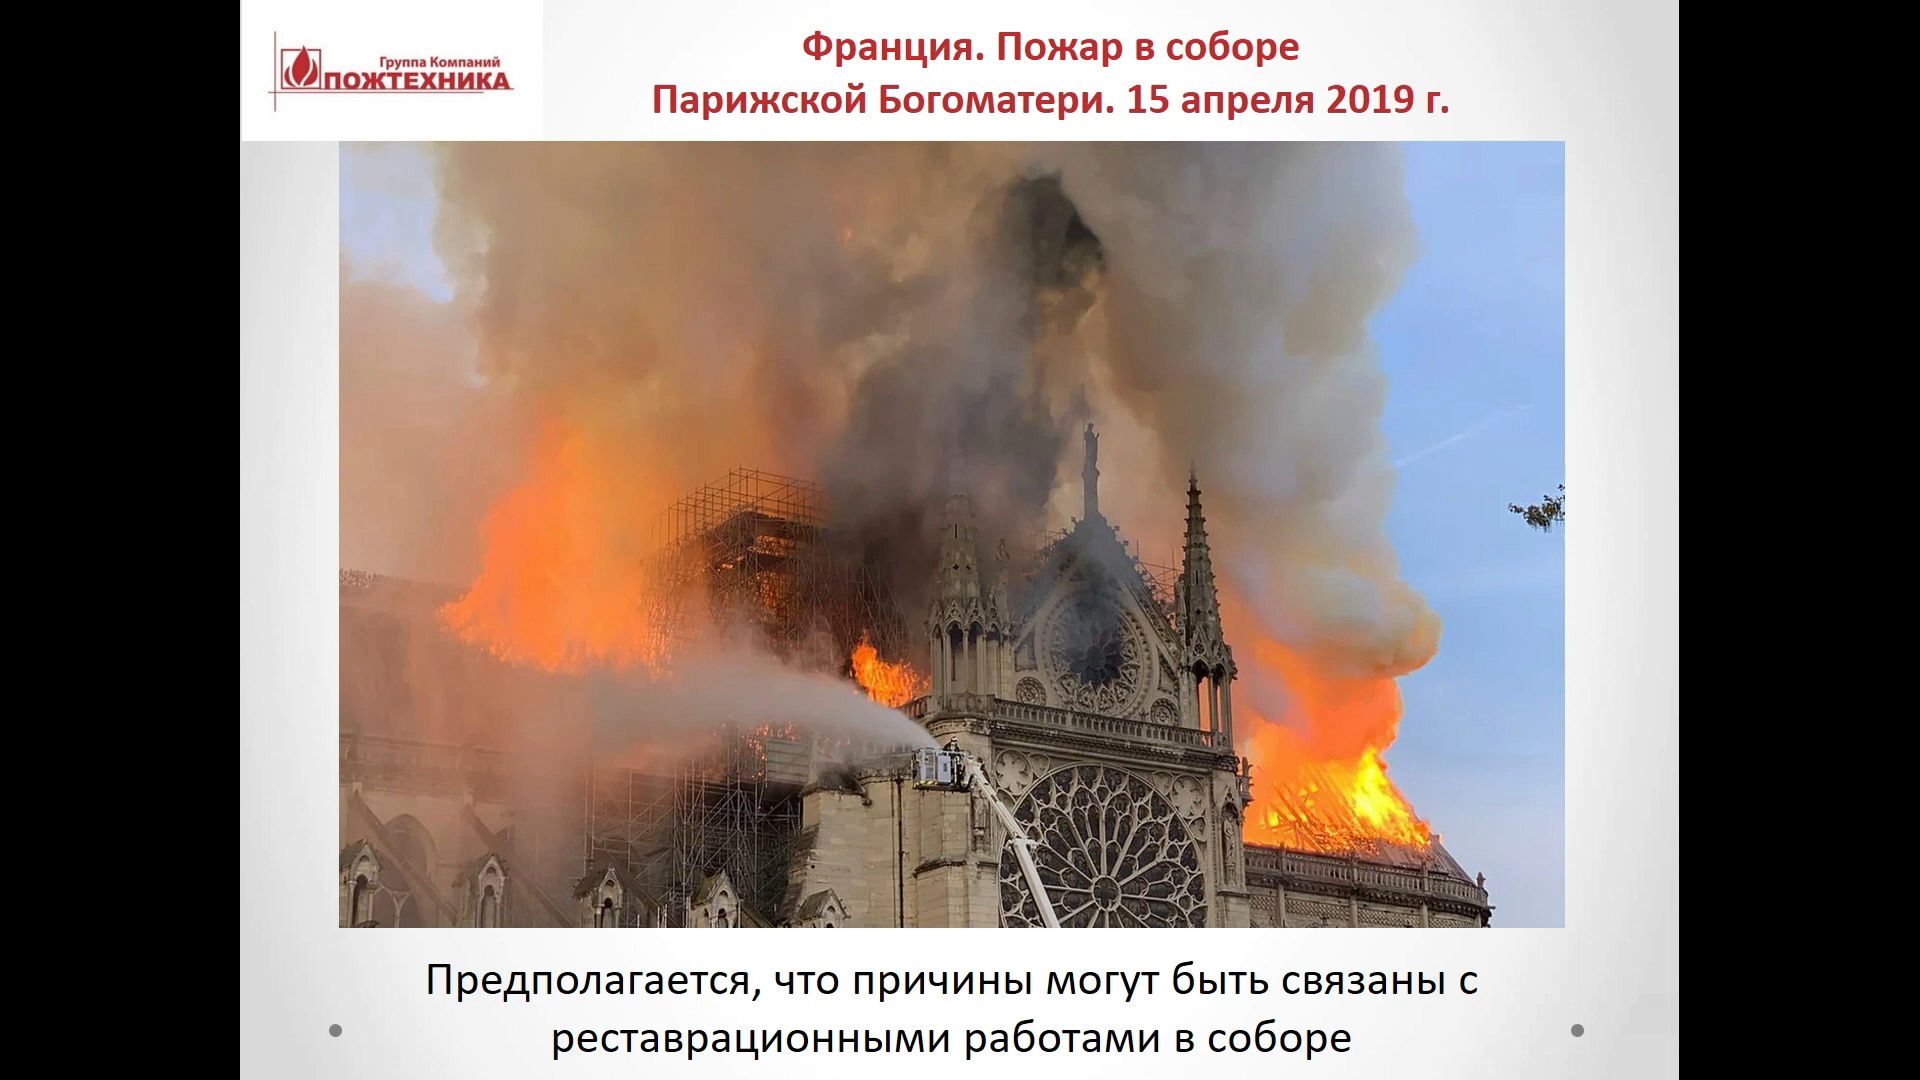 Группа Компаний
ПОЖТЕХНИКА
Франция. Пожар в соборе
Парижской Богоматери. 15 апреля 2019 г.
Предполагается, что причины могут быть связаны с
реставрационными работами в соборе